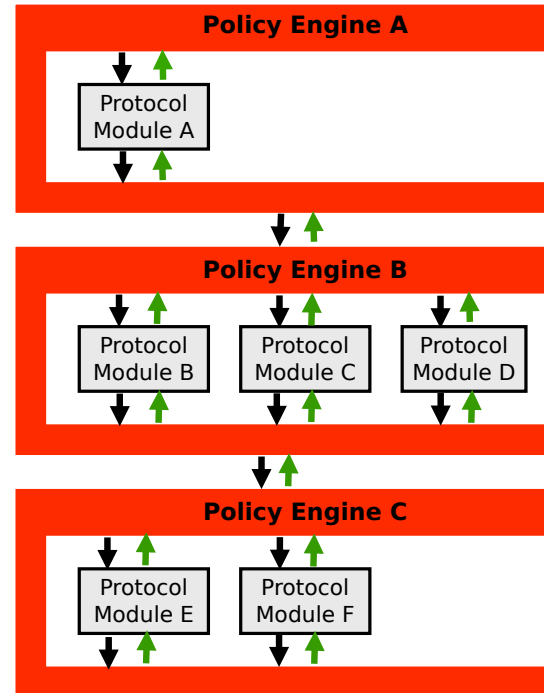 Policy Engine A
Protocol
Module A
Policy Engine B
Protocol
Module B
Protocol
Module C
Protocol
Module D
Policy Engine C
Protocol
Module E
Protocol
Module F